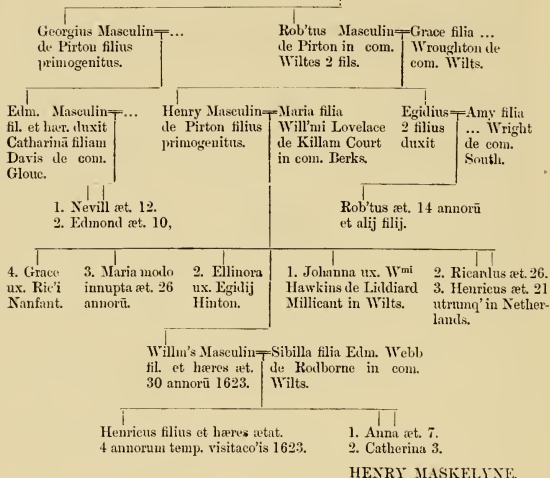 Georgius Masculin=...
de Pirton filius
primogenitus.
Rob'tus Masculin=Grace filia ...
de Pirton in com. Wroughton de
Wiltes 2 fils. com. Wilts.
Edm. Masculin=...
fil. et hær. duxit
Catharinā filiam
Davis de com.
Glouc.
Henry Masculin=Maria filia
de Pirton filius Will'mi Lovelace
primogenitus. de Killam Court
in com. Berks.
Egidius=Amy filia
2 filius ... Wright
duxit de com.
South.
1. Nevill æt. 12.
2. Edmond æt. 10,
Rob'tus æt. 14 annorū
et alij filij.
4. Grace
ux. Ric'i
Nanfant.
3. Maria modo
innupta æt. 26
annorū.
2. Ellinora
ux. Egidij
Hinton.
1. Johanna ux. Wmi
Hawkins de Liddiard
Millicant in Wilts.
2. Ricardus æt. 26.
3. Henricus æt. 21
utrumq' in Nether-
lands.
Willm's Masculin=Sibilla filia Edm. Webb
fil. et hæres æt. de Rodborne in com.
30 annorū 1623. Wilts.
Henricus filius et hæres ætat.
4 annorum temp. visitaco'is 1623.
1. Anna æt. 7.
2. Catherina 3.
HENRY MASKELYNE.